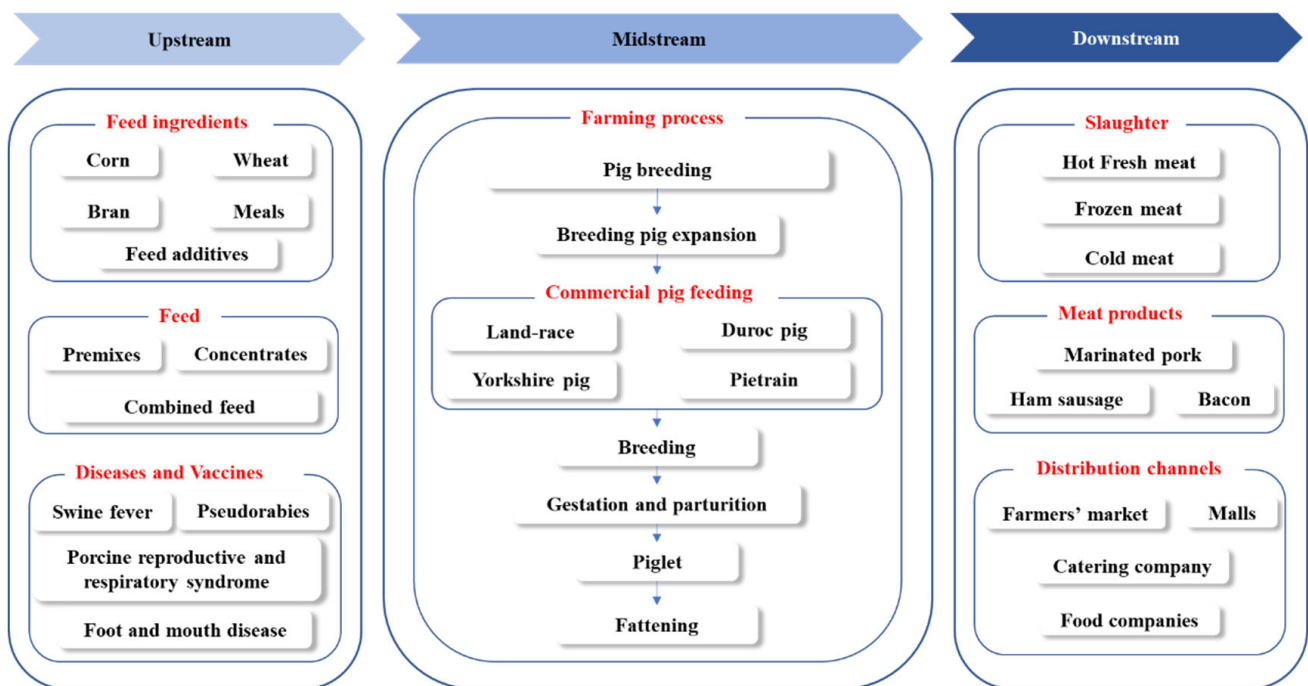 Upstream
Midstream
Downstream
Feed ingredients
Corn
Wheat
Bran
Meals
Feed additives
Feed
Premixes
Concentrates
Combined feed
Diseases and Vaccines
Swine fever
Pseudorabies
Porcine reproductive and
respiratory syndrome
Foot and mouth disease
Farming process
Pig breeding
Breeding pig expansion
Commercial pig feeding
Land-race
Duroc pig
Yorkshire pig
Pietrain
Breeding
Gestation and parturition
Piglet
Fattening
Slaughter
Hot Fresh meat
Frozen meat
Cold meat
Meat products
Marinated pork
Ham sausage
Bacon
Distribution channels
Farmers’ market
Malls
Catering company
Food companies